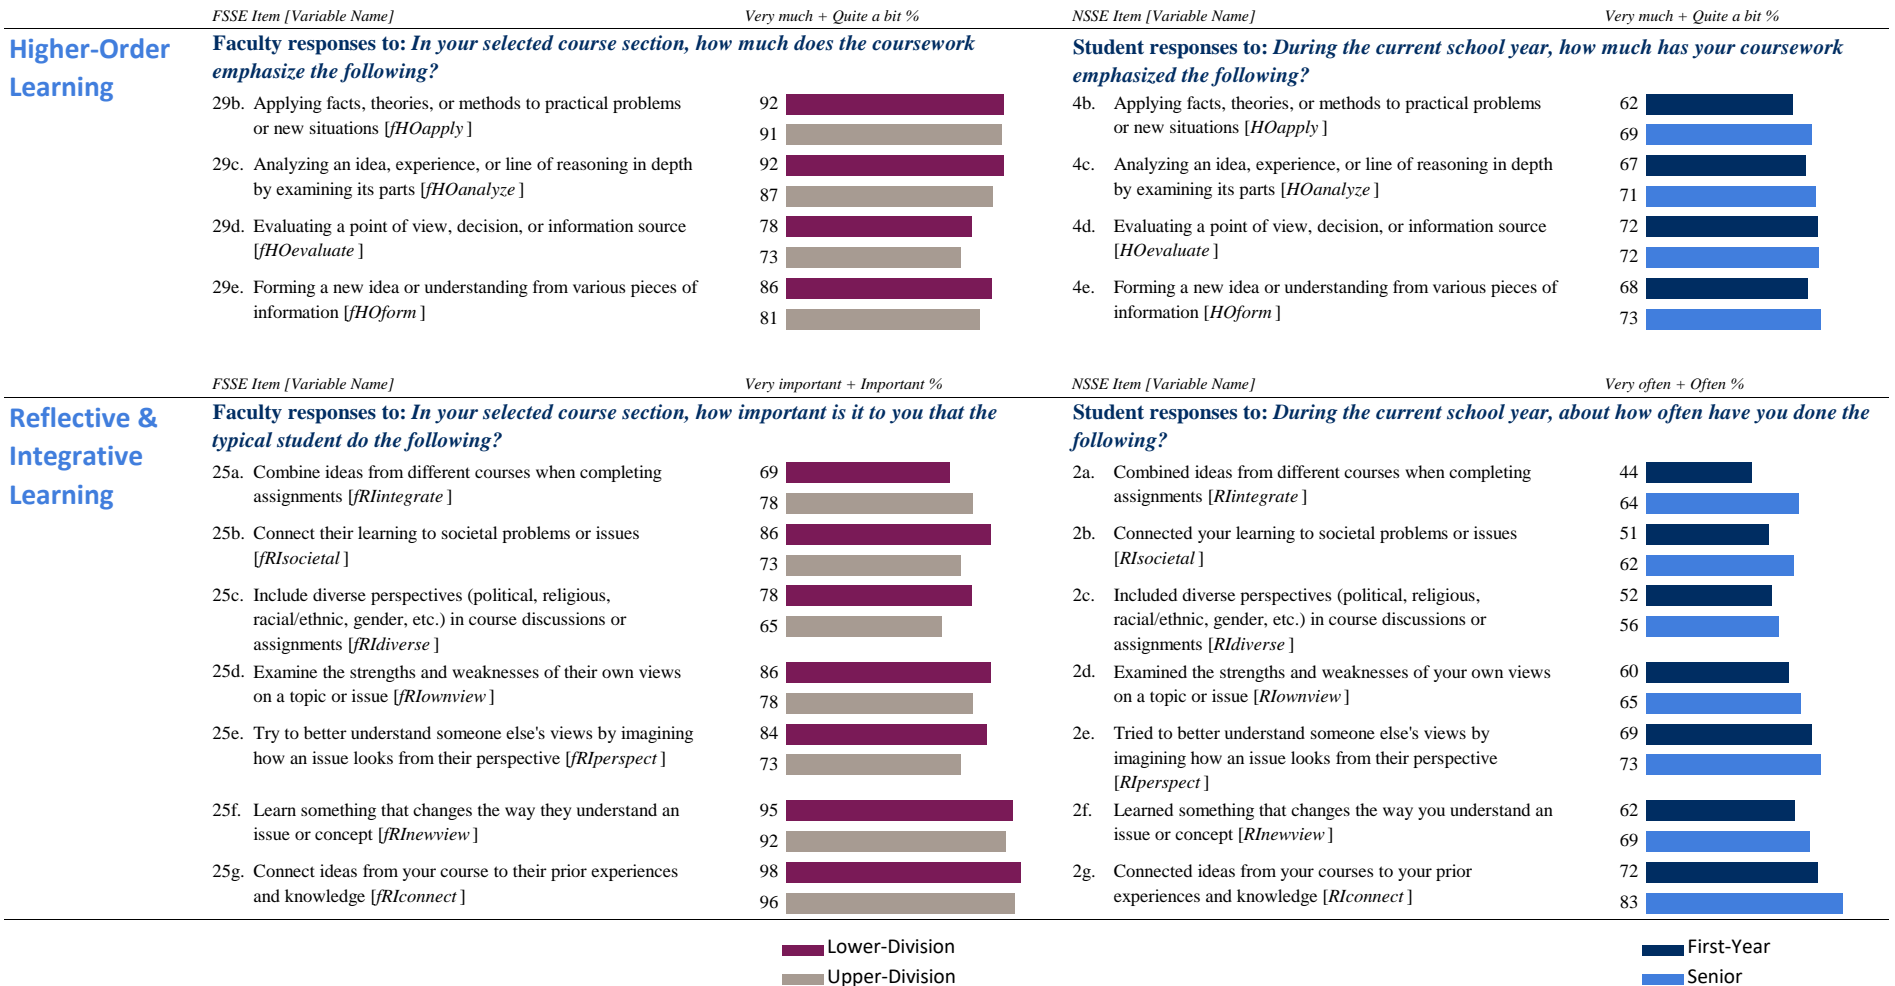 FSSE Item [Variable Name] Very much + Quite a bit % NSSE Item [Variable Name] Very much + Quite a bit %
Higher-Order
Learning
Faculty responses to: In your selected course section, how much does the coursework
emphasize the following?
29b. Applying facts, theories, or methods to practical problems 92
or new situations [fHOapply ] 91
29c. Analyzing an idea, experience, or line of reasoning in depth 92
by examining its parts [fHOanalyze ] 87
29d. Evaluating a point of view, decision, or information source 78
[fHOevaluate ] 73
29e. Forming a new idea or understanding from various pieces of 86
information [fHOform ] 81
Student responses to: During the current school year, how much has your coursework
emphasized the following?
4b. Applying facts, theories, or methods to practical problems 62
or new situations [HOapply ] 69
4c. Analyzing an idea, experience, or line of reasoning in depth 67
by examining its parts [HOanalyze ] 71
4d. Evaluating a point of view, decision, or information source 72
[HOevaluate ] 72
4e. Forming a new idea or understanding from various pieces of 68
information [HOform ] 73
FSSE Item [Variable Name] Very important + Important % NSSE Item [Variable Name] Very often + Often %
Reflective &
Integrative
Learning
Faculty responses to: In your selected course section, how important is it to you that the
typical student do the following?
25a. Combine ideas from different courses when completing 69
assignments [fRIintegrate ] 78
25b. Connect their learning to societal problems or issues 86
[fRIsocietal ] 73
25c. Include diverse perspectives (political, religious, 78
racial/ethnic, gender, etc.) in course discussions or 65
assignments [fRIdiverse ]
25d. Examine the strengths and weaknesses of their own views 86
on a topic or issue [fRIownview ] 78
25e. Try to better understand someone else's views by imagining 84
how an issue looks from their perspective [fRIperspect ] 73
25f. Learn something that changes the way they understand an 95
issue or concept [fRInewview ] 92
25g. Connect ideas from your course to their prior experiences 98
and knowledge [fRIconnect ] 96
Student responses to: During the current school year, about how often have you done the
following?
2a. Combined ideas from different courses when completing 44
assignments [RIintegrate ] 64
2b. Connected your learning to societal problems or issues 51
[RIsocietal ] 62
2c. Included diverse perspectives (political, religious, 52
racial/ethnic, gender, etc.) in course discussions or 56
assignments [RIdiverse ]
2d. Examined the strengths and weaknesses of your own views 60
on a topic or issue [RIownview ] 65
2e. Tried to better understand someone else's views by 69
imagining how an issue looks from their perspective 73
[RIperspect ]
2f. Learned something that changes the way you understand an 62
issue or concept [RInewview ] 69
2g. Connected ideas from your courses to your prior 72
experiences and knowledge [RIconnect ] 83
Lower-Division
Upper-Division
First-Year
Senior